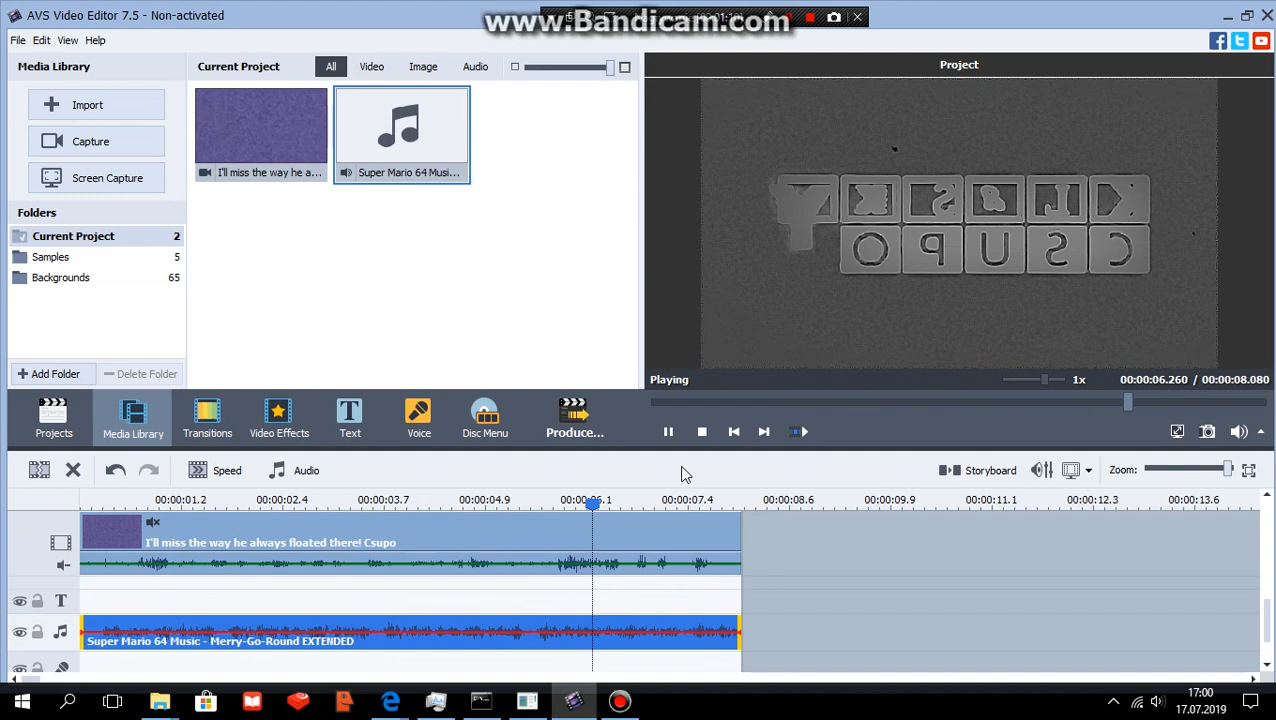 AVS Video Editor 7.5 - Non-activated
www.Bandicam.com
File Edit View Help
Media Library
Import
Capture
Screen Capture
Folders
Current Project 2
Samples 5
Backgrounds 65
Add Folder
Delete Folder
Current Project All Video Image Audio
I'll miss the way he a...
Super Mario 64 Musi...
Project
CSUPO
Playing
1x
00:00:06.260 / 00:00:08.080
Projects
Media Library
Transitions
Video Effects
Text
Voice
Disc Menu
Produce...
Speed
Audio
Storyboard
Zoom:
00:00:01.2 00:00:02.4 00:00:03.7 00:00:04.9 00:00:06.1 00:00:07.4 00:00:08.6 00:00:09.9 00:00:11.1 00:00:12.3 00:00:13.6
I'll miss the way he always floated there! Csupo
T
Super Mario 64 Music - Merry-Go-Round EXTENDED
17:00
17.07.2019